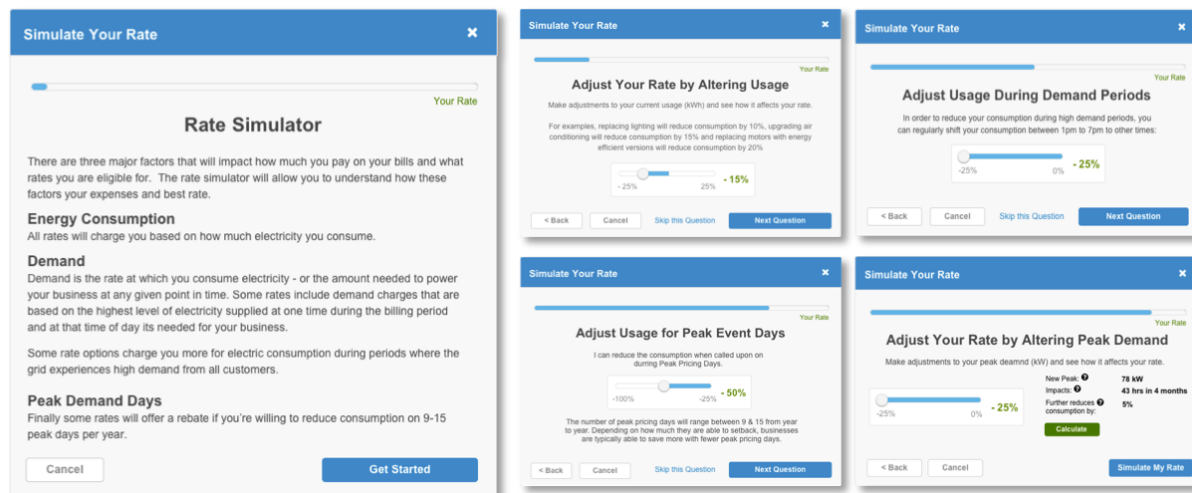 Simulate Your Rate ×
Your Rate
Rate Simulator
There are three major factors that will impact how much you pay on your bills and what
rates you are eligible for. The rate simulator will allow you to understand how these
factors your expenses and best rate.
Energy Consumption
All rates will charge you based on how much electricity you consume.
Demand
Demand is the rate at which you consume electricity - or the amount needed to power
your business at any given point in time. Some rates include demand charges that are
based on the highest level of electricity supplied at one time during the billing period
and at that time of day its needed for your business.
Some rate options charge you more for electric consumption during periods where the
grid experiences high demand from all customers.
Peak Demand Days
Finally some rates will offer a rebate if you're willing to reduce consumption on 9-15
peak days per year.
Cancel Get Started
Simulate Your Rate ×
Your Rate
Adjust Your Rate by Altering Usage
Make adjustments to your current usage (kWh) and see how it affects your rate.
For examples, replacing lighting will reduce consumption by 10%, upgrading air
conditioning will reduce consumption by 15% and replacing motors with energy
efficient versions will reduce consumption by 20%
- 15%
- 25% 25%
< Back Cancel Skip this Question Next Question
Simulate Your Rate ×
Your Rate
Adjust Usage During Demand Periods
In order to reduce your consumption during high demand periods, you
can regularly shift your consumption between 1pm to 7pm to other times:
- 25%
-25% 0%
< Back Cancel Skip this Question Next Question
Simulate Your Rate ×
Your Rate
Adjust Usage for Peak Event Days
I can reduce the consumption when called upon on
durring Peak Pricing Days.
- 50%
-100% -25%
The number of peak pricing days will range between 9 & 15 from year
to year. Depending on how much they are able to setback, businesses
are typically able to save more with fewer peak pricing days.
< Back Cancel Skip this Question Next Question
Simulate Your Rate ×
Your Rate
Adjust Your Rate by Altering Peak Demand
Make adjustments to your peak deamnd (kW) and see how it affects your rate.
- 25%
-25% 0%
New Peak: ? 78 kW
Impacts: ? 43 hrs in 4 months
Further reduces ? 5%
consumption by:
Calculate
< Back Cancel Simulate My Rate